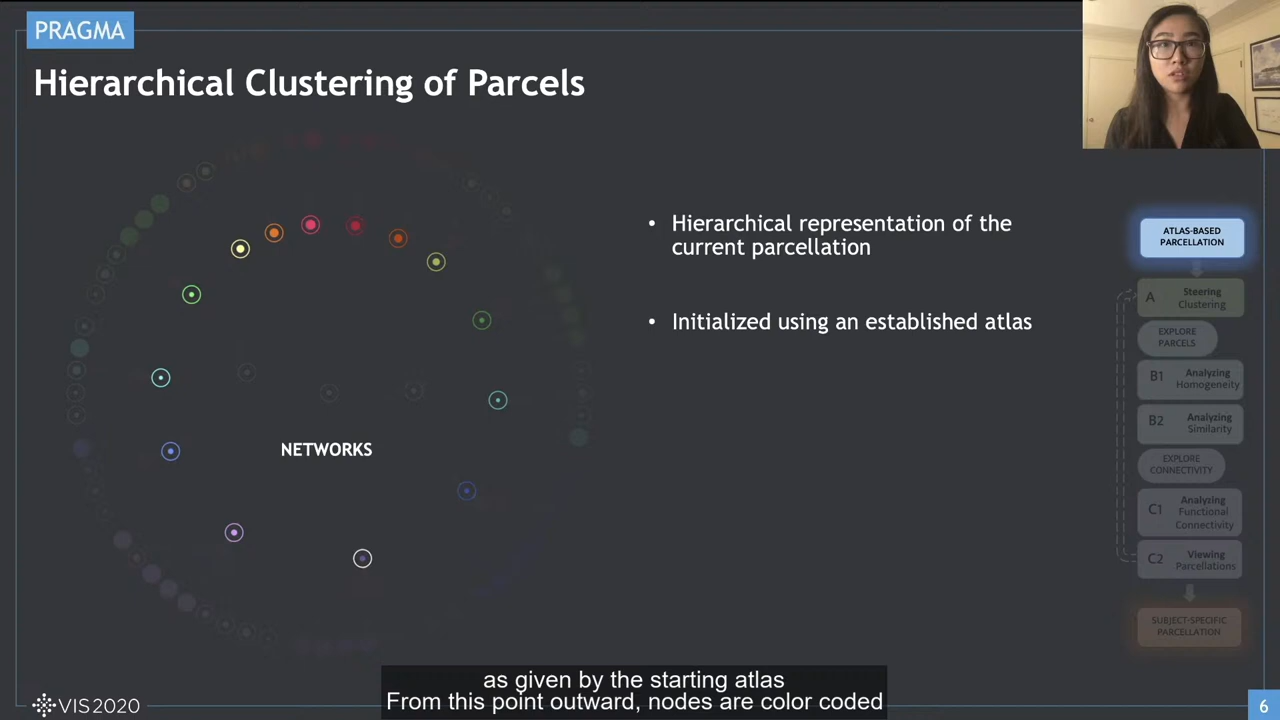 PRAGMA
Hierarchical Clustering of Parcels
• Hierarchical representation of the
current parcellation
• Initialized using an established atlas
NETWORKS
ATLAS-BASED
PARCELLATION
A Steering
Clustering
EXPLORE
PARCELS
B1 Analyzing
Homogeneity
B2 Analyzing
Similarity
EXPLORE
CONNECTIVITY
C1 Analyzing
Functional
Connectivity
C2 Viewing
Parcellations
SUBJECT-SPECIFIC
PARCELLATION
as given by the starting atlas
From this point outward, nodes are color coded
VIS2020
6